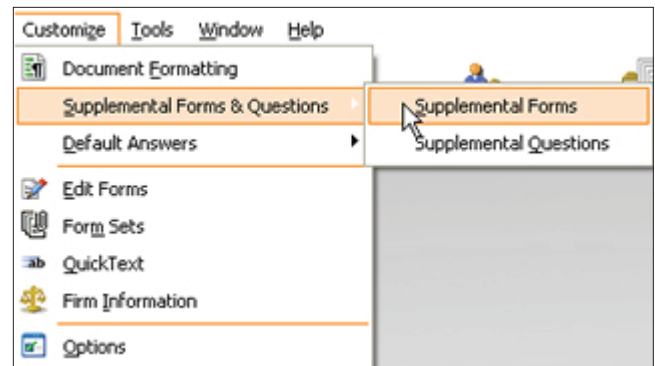 Customize Tools Window Help
Document Formatting
Supplemental Forms & Questions
Supplemental Forms
Default Answers
Supplemental Questions
Edit Forms
Form Sets
ab QuickText
Firm Information
Options